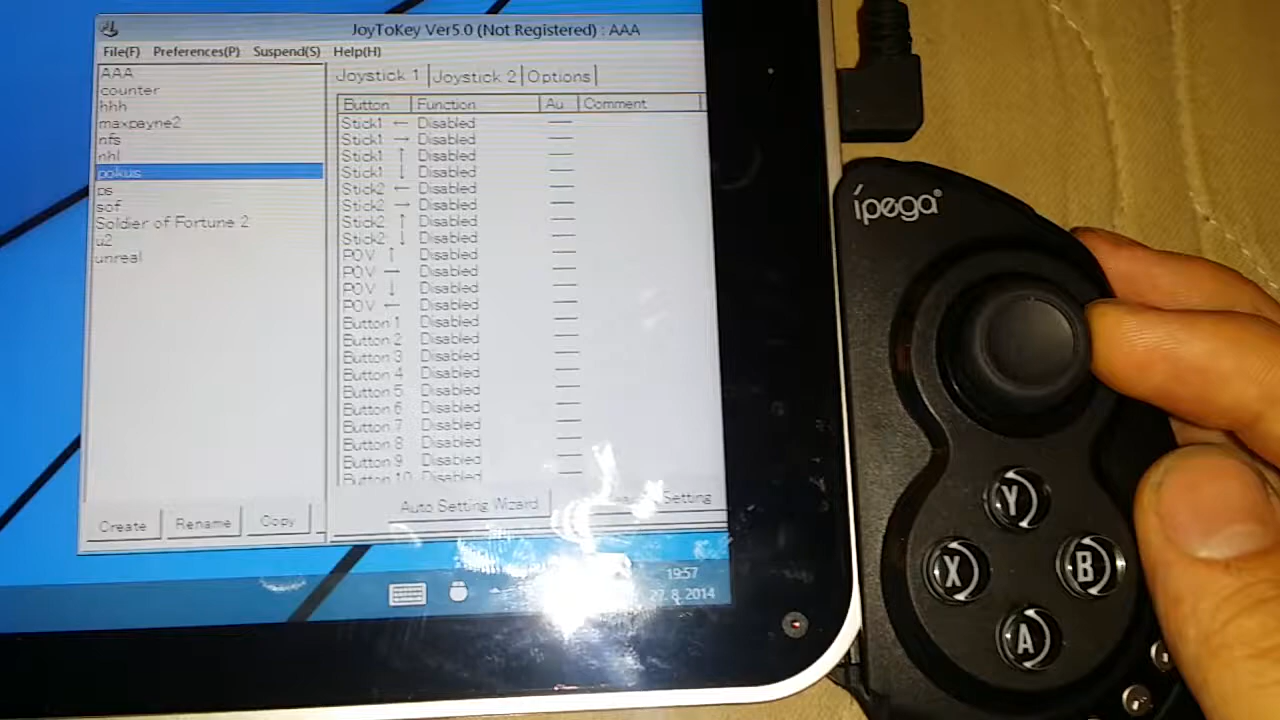 JoyToKey Ver5.0 (Not Registered) : AAA
File(F) Preferences(P) Suspend(S) Help(H)
AAA
counter
hhh
maxpayne2
nfs
nhl
pokus
ps
sof
Soldier of Fortune 2
u2
unreal
Create Rename Copy
Joystick 1 Joystick 2 Options
Button Function Au Comment
Stick1 ← Disabled ----
Stick1 → Disabled ----
Stick1 ↑ Disabled ----
Stick1 ↓ Disabled ----
Stick2 ← Disabled ----
Stick2 → Disabled ----
Stick2 ↑ Disabled ----
Stick2 ↓ Disabled ----
POV ↑ Disabled ----
POV → Disabled ----
POV ↓ Disabled ----
POV ← Disabled ----
Button 1 Disabled ----
Button 2 Disabled ----
Button 3 Disabled ----
Button 4 Disabled ----
Button 5 Disabled ----
Button 6 Disabled ----
Button 7 Disabled ----
Button 8 Disabled ----
Button 9 Disabled ----
Button 10 Disabled ----
Auto Setting Wizard Setting
19:57
27. 8. 2014
ípega®
Y
X B
A